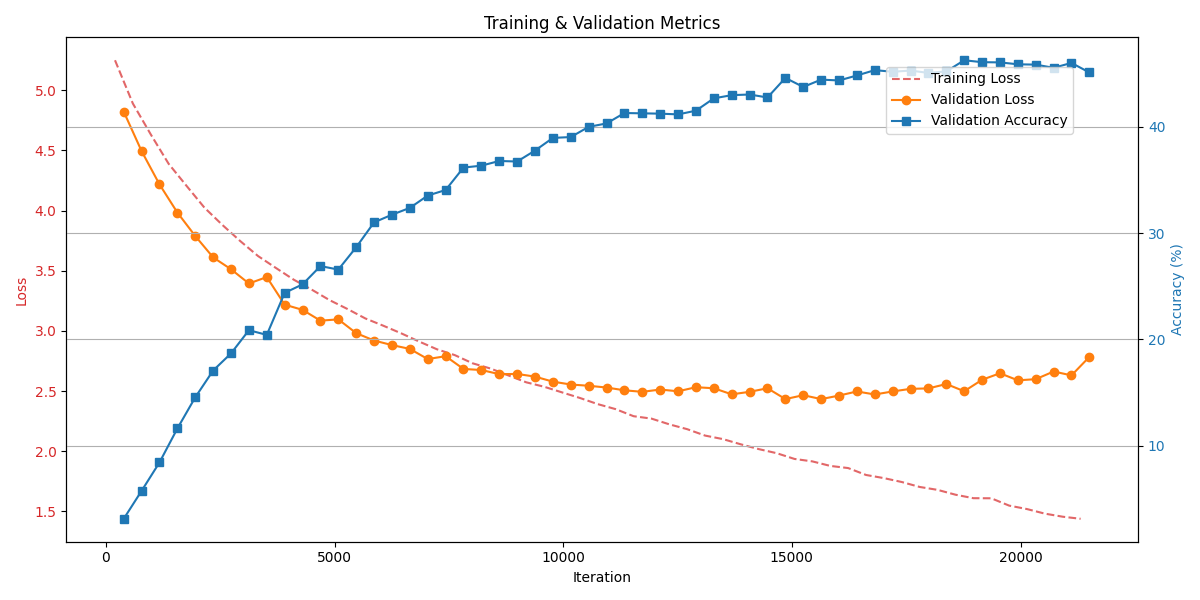 Training & Validation Metrics
Training Loss
Validation Loss
Validation Accuracy
Loss
5.0
4.5
4.0
3.5
3.0
2.5
2.0
1.5
Accuracy (%)
40
30
20
10
0 5000 10000 15000 20000
Iteration